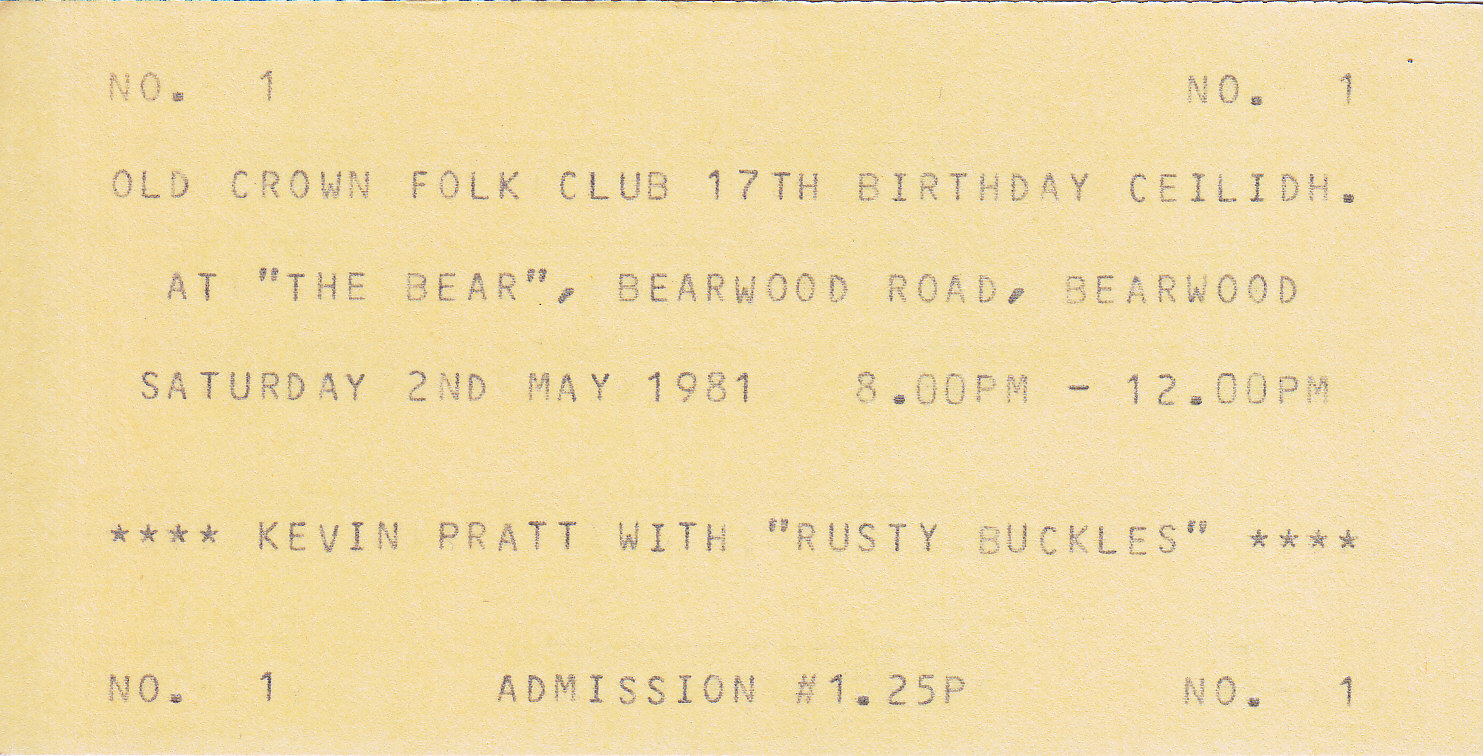 NO. 1 NO. 1
OLD CROWN FOLK CLUB 17TH BIRTHDAY CEILIDH.
AT "THE BEAR", BEARWOOD ROAD, BEARWOOD
SATURDAY 2ND MAY 1981 8.00PM - 12.00PM
**** KEVIN PRATT WITH "RUSTY BUCKLES" ****
NO. 1 ADMISSION #1.25P NO. 1